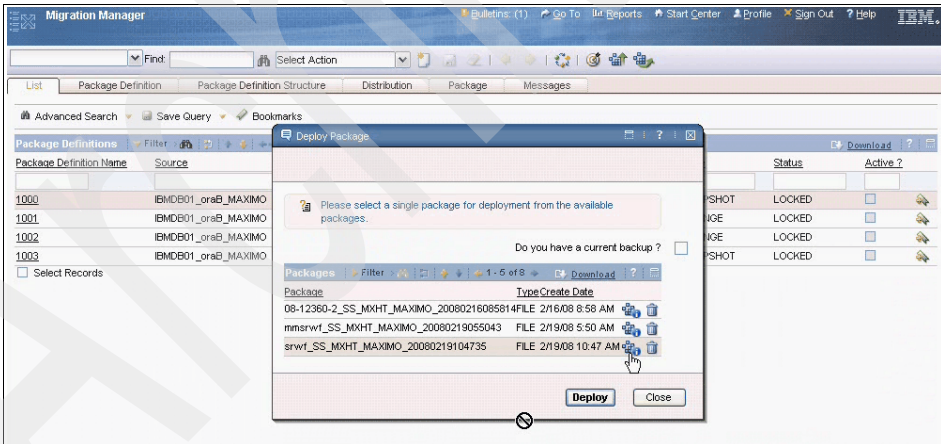 Migration Manager
Bulletins: (1) Go To Reports Start Center Profile Sign Out ? Help IBM.
Find: Select Action
List Package Definition Package Definition Structure Distribution Package Messages
Advanced Search Save Query Bookmarks
Package Definitions Filter Download ?
Package Definition Name Source Status Active ?
1000 IBMDB01_oraB_MAXIMO PSHOT LOCKED
1001 IBMDB01_oraB_MAXIMO NGE LOCKED
1002 IBMDB01_oraB_MAXIMO NGE LOCKED
1003 IBMDB01_oraB_MAXIMO PSHOT LOCKED
Select Records
Deploy Package ?
Please select a single package for deployment from the available
packages.
Do you have a current backup ?
Packages Filter 1 - 6 of 8 Download ?
Package Type Create Date
08-12360-2_SS_MXHT_MAXIMO_20080216085814 FILE 2/16/08 8:58 AM
mmsrwf_SS_MXHT_MAXIMO_20080219055043 FILE 2/19/08 5:50 AM
srwf_SS_MXHT_MAXIMO_20080219104735 FILE 2/19/08 10:47 AM
Deploy Close